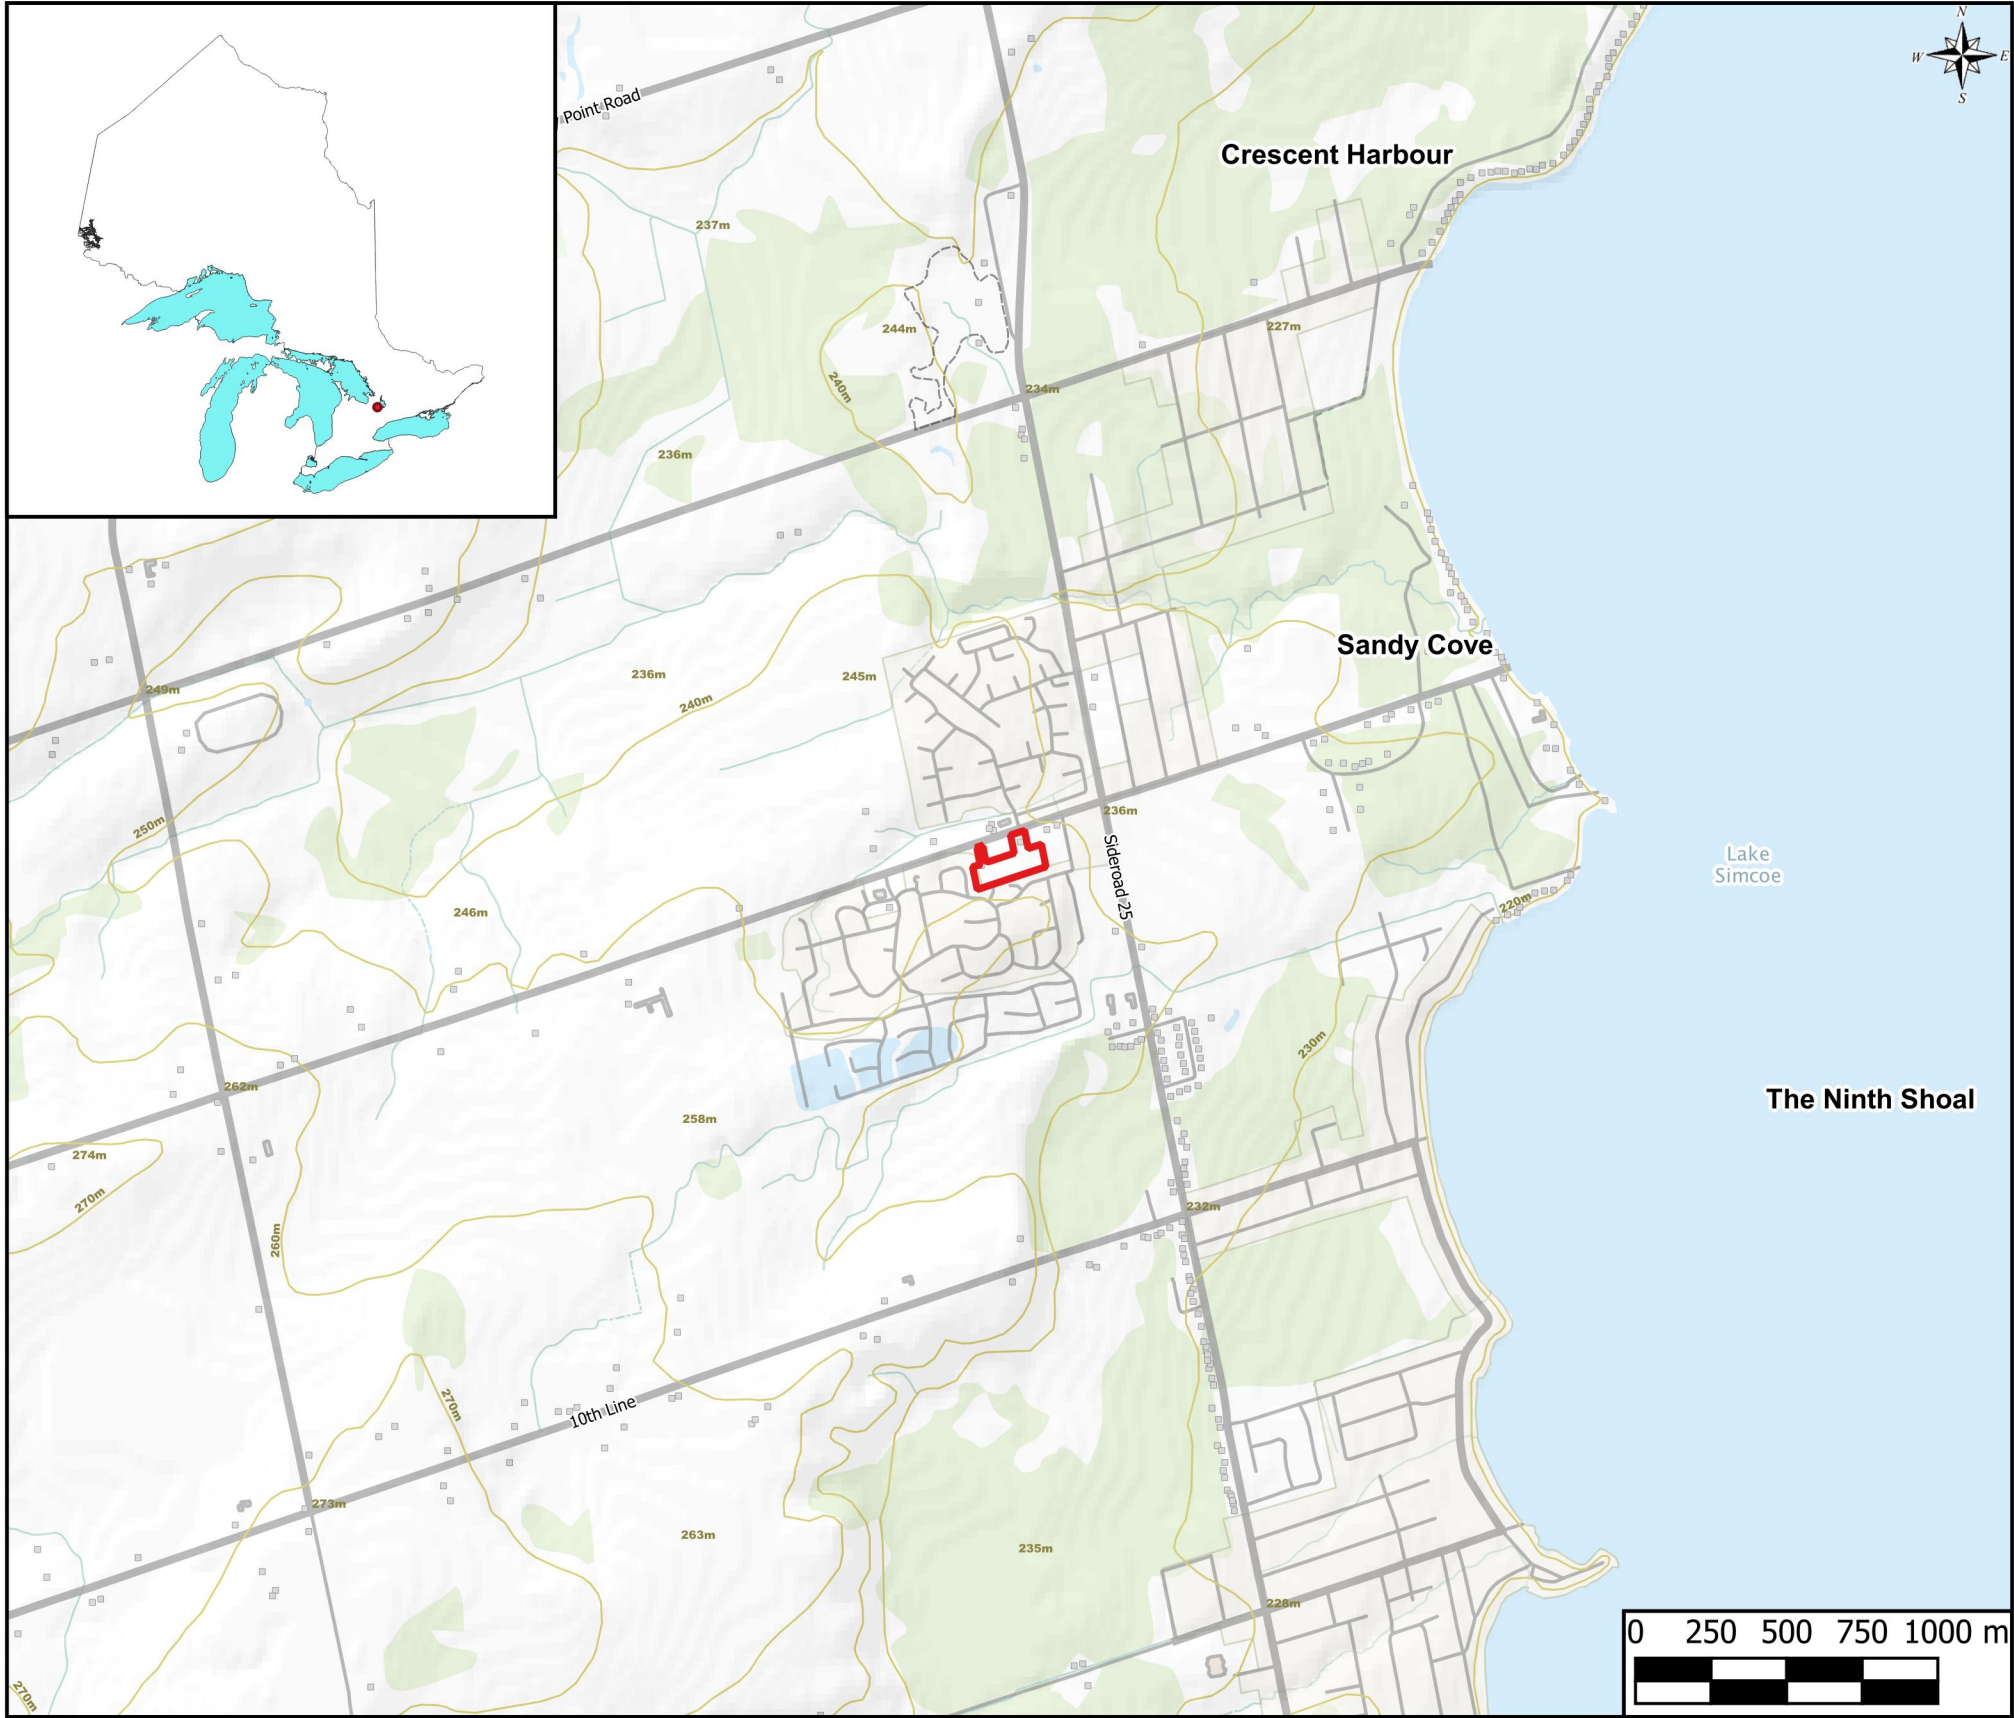 N
W
E
S
Point Road
Crescent Harbour
237m
244m
227m
240m
234m
236m
Sandy Cove
236m
245m
249m
240m
236m
250m
Sideroad 25
Lake
Simcoe
220m
246m
230m
262m
The Ninth Shoal
258m
274m
270m
232m
260m
270m
10th Line
273m
263m
235m
228m
270m
0 250 500 750 1000 m